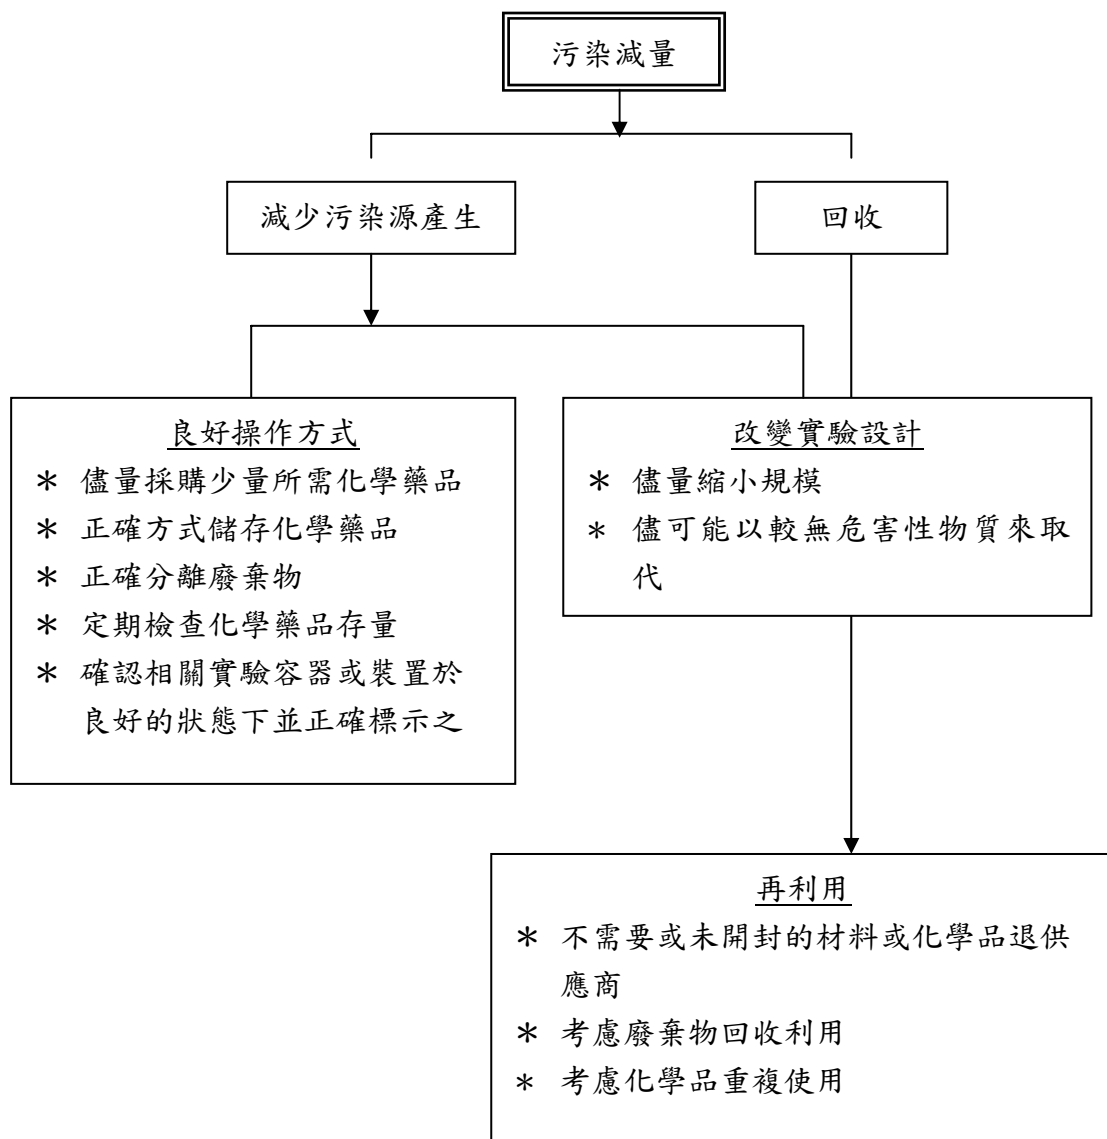 污染減量
減少污染源產生
回收
良好操作方式
＊ 儘量採購少量所需化學藥品
＊ 正確方式儲存化學藥品
＊ 正確分離廢棄物
＊ 定期檢查化學藥品存量
＊ 確認相關實驗容器或裝置於
良好的狀態下並正確標示之
改變實驗設計
＊ 儘量縮小規模
＊ 儘可能以較無危害性物質來取
代
再利用
＊ 不需要或未開封的材料或化學品退供
應商
＊ 考慮廢棄物回收利用
＊ 考慮化學品重複使用